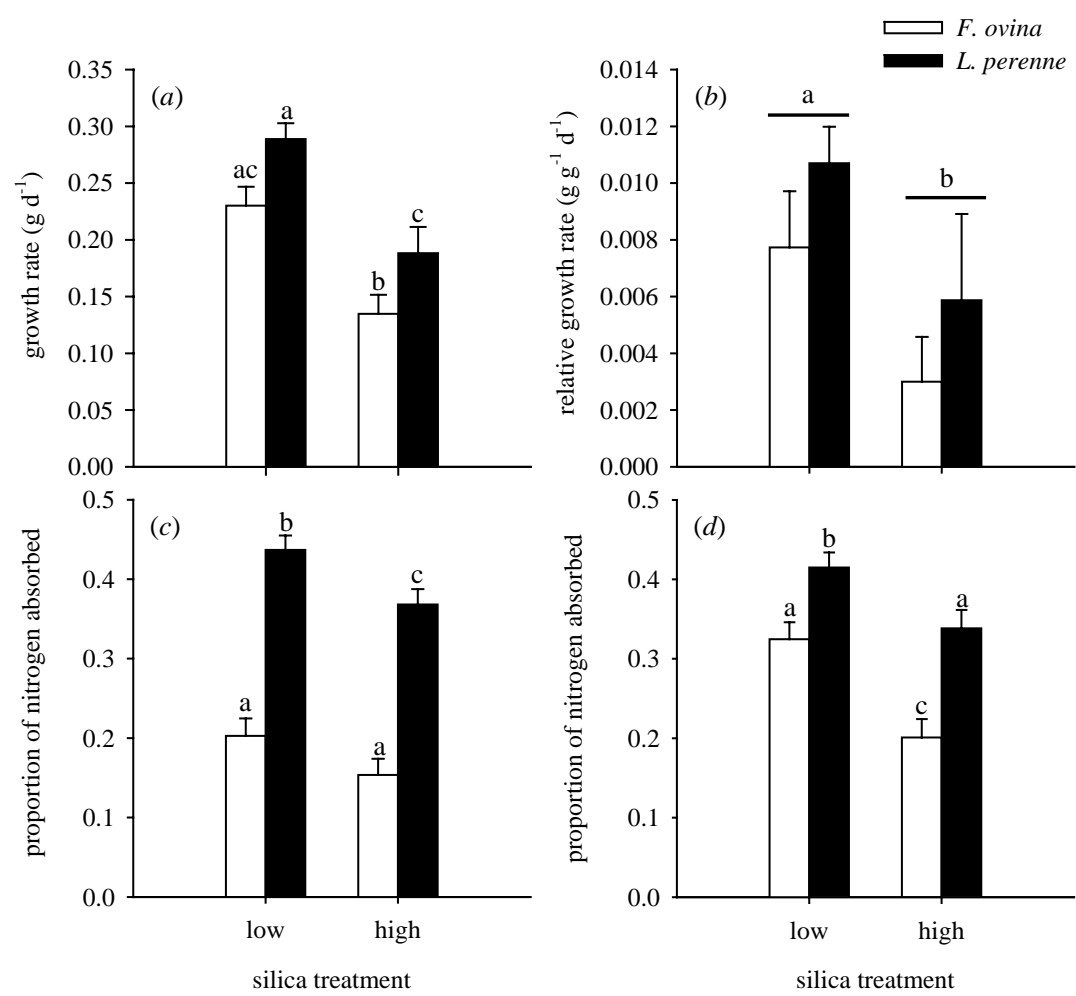 F. ovina
L. perenne
(a)
growth rate (g d-1)
0.35
0.30
0.25
0.20
0.15
0.10
0.05
0.00
ac
a
b
c
(b)
relative growth rate (g g-1 d-1)
0.014
0.012
0.010
0.008
0.006
0.004
0.002
0.000
a
b
(c)
proportion of nitrogen absorbed
0.5
0.4
0.3
0.2
0.1
0.0
a
b
a
c
low
high
silica treatment
(d)
proportion of nitrogen absorbed
0.5
0.4
0.3
0.2
0.1
0.0
a
b
c
a
low
high
silica treatment